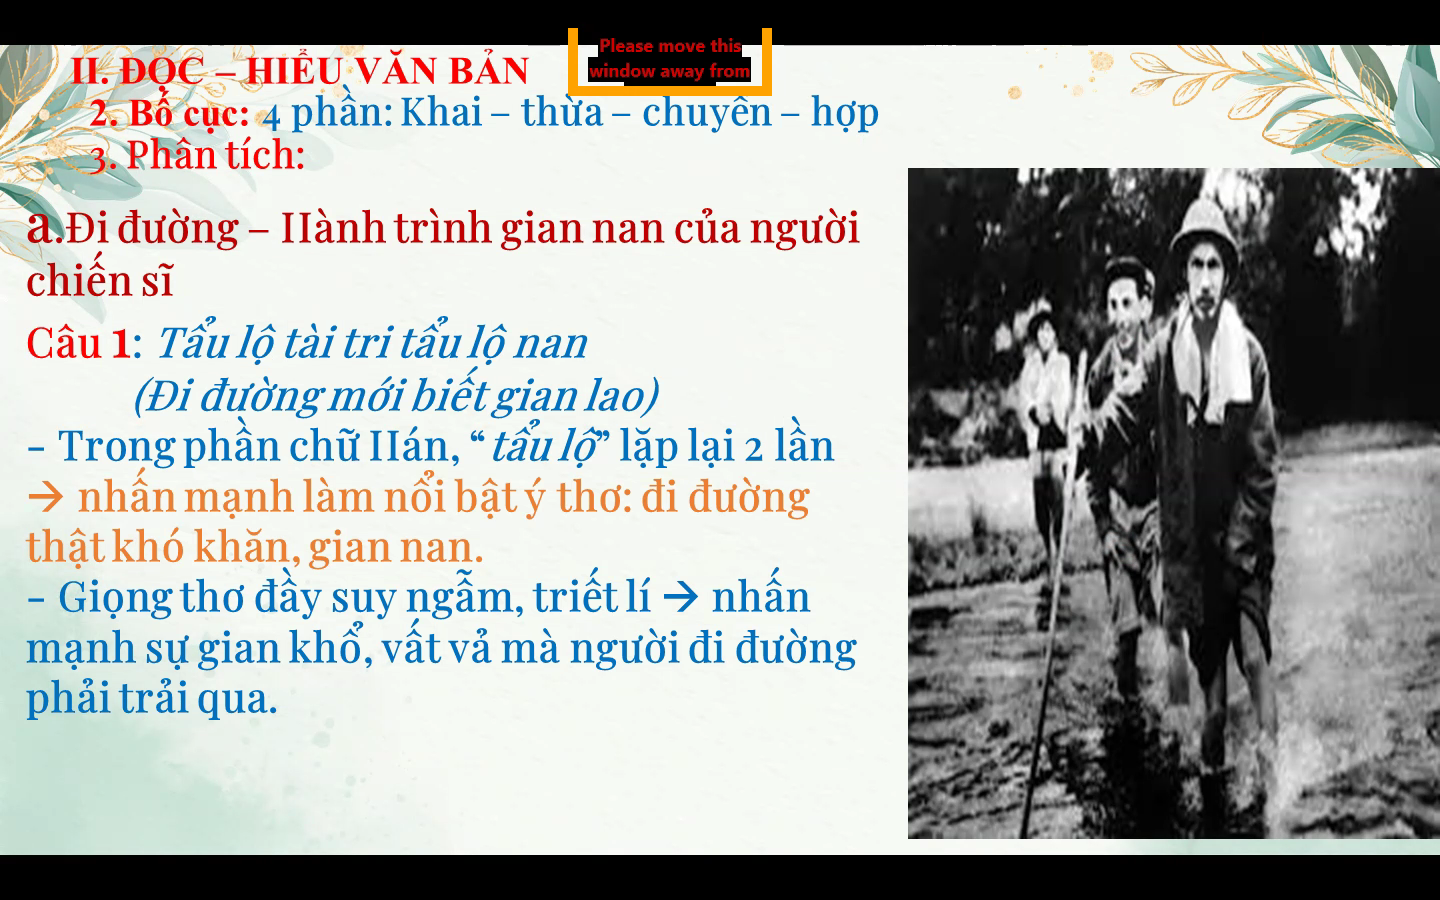 Please move this
window away from
II. ĐỌC – HIỂU VĂN BẢN
2. Bố cục: 4 phần: Khai – thừa – chuyên – hợp
3. Phân tích:
a.Đi đường – Hành trình gian nan của người
chiến sĩ
Câu 1: Tẩu lộ tài tri tẩu lộ nan
(Đi đường mới biết gian lao)
- Trong phần chữ Hán, “tẩu lộ” lặp lại 2 lần
→ nhấn mạnh làm nổi bật ý thơ: đi đường
thật khó khăn, gian nan.
- Giọng thơ đầy suy ngẫm, triết lí → nhấn
mạnh sự gian khổ, vất vả mà người đi đường
phải trải qua.